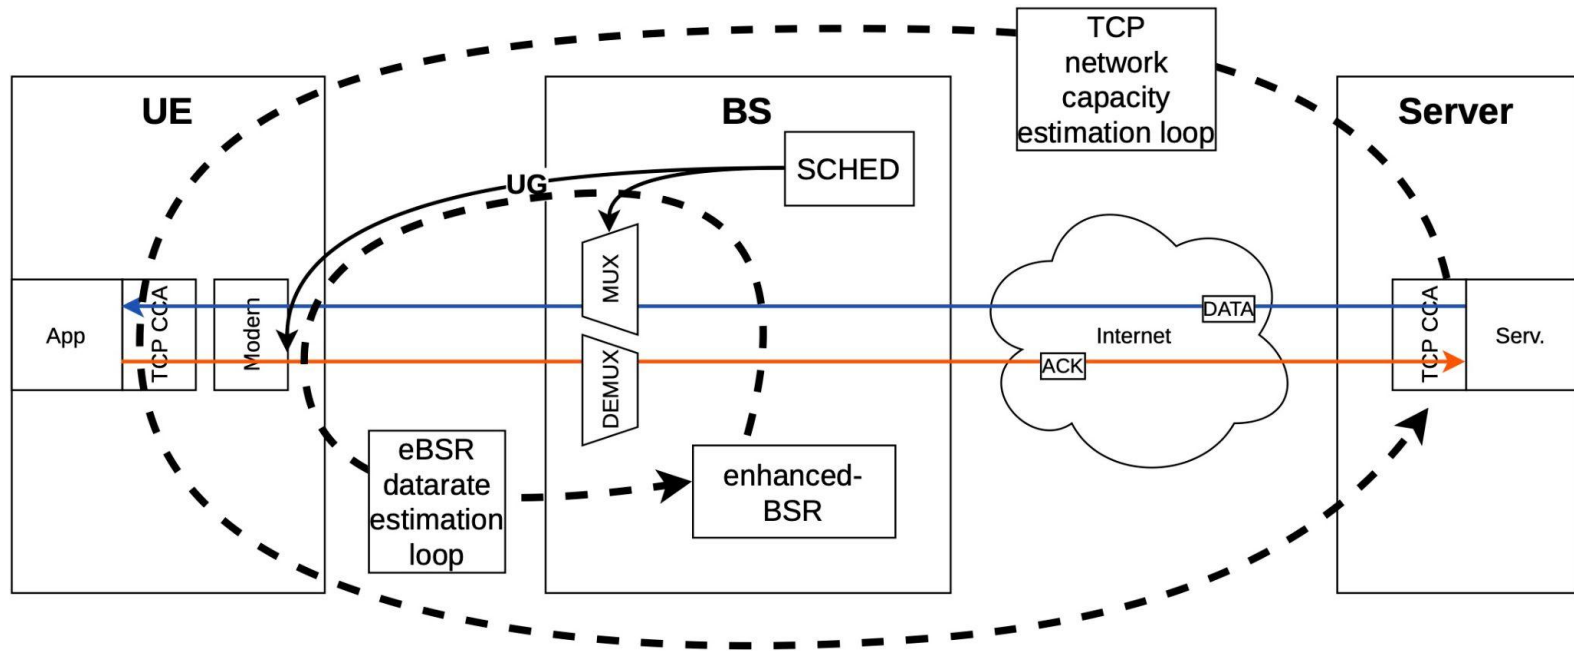 TCP
network
capacity
estimation loop
UE
BS
Server
SCHED
UG
MUX
DATA
App
TCP CCA
Modem
Internet
TCP CCA
Serv.
ACK
DEMUX
eBSR
datarate
estimation
loop
enhanced-
BSR